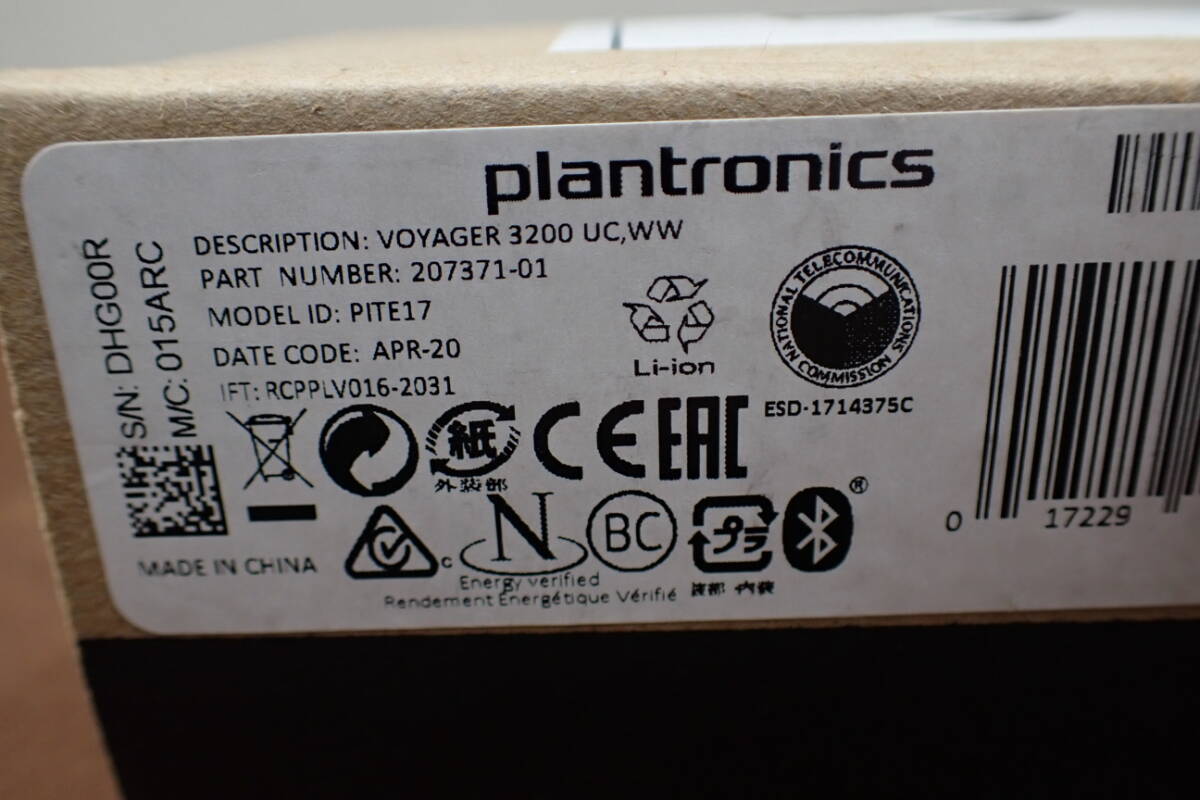 plantronics
DESCRIPTION: VOYAGER 3200 UC,WW
PART NUMBER: 207371-01
MODEL ID: PITE17
DATE CODE: APR-20
IFT: RCPPLV016-2031
S/N: DHG00R
M/C: 015ARC
Li-ion
NATIONAL TELECOMMUNICATIONS COMMISSION
ESD-1714375C
紙
外装部
CE EAC
N
BC
プラ
®
C
MADE IN CHINA
Energy verified
Rendement Énergétique Vérifié
内装
0 17229